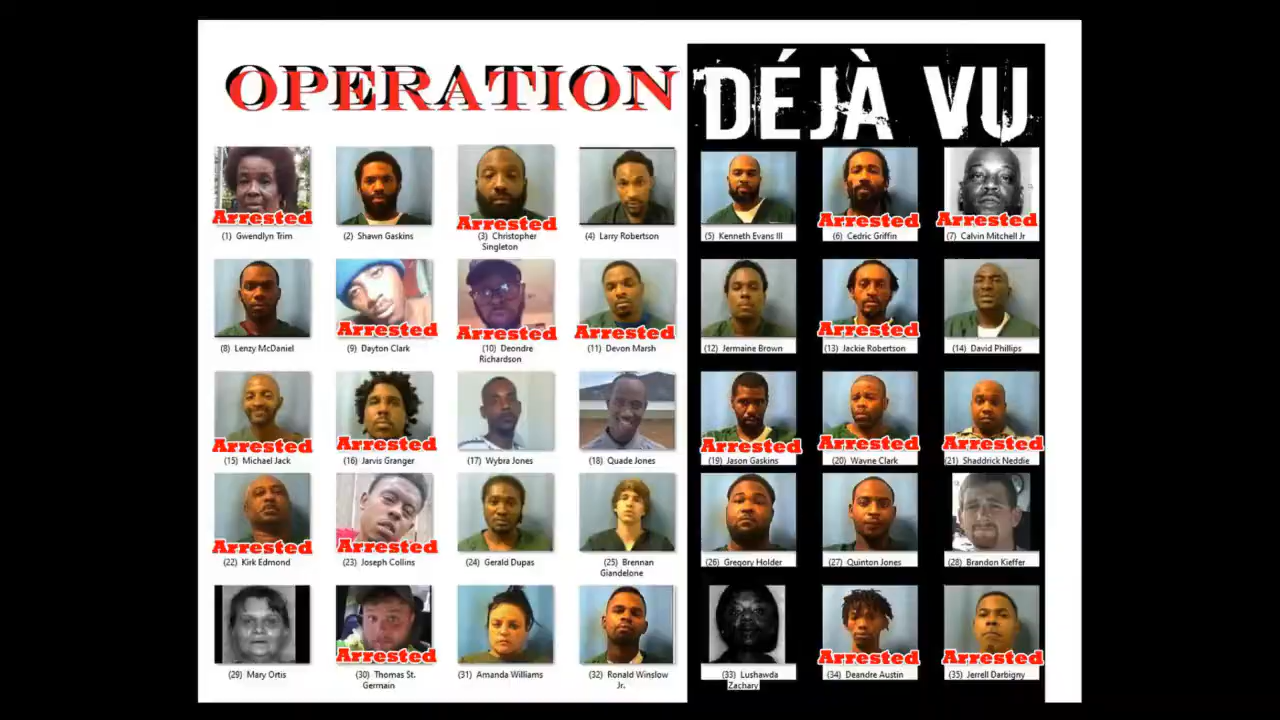 OPERATION DÉJÀ VU
Arrested Arrested Arrested Arrested
(1) Gwendlyn Trim (2) Shawn Gaskins (3) Christopher (4) Larry Robertson (5) Kenneth Evans III (6) Cedric Griffin (7) Calvin Mitchell Jr
Singleton
Arrested Arrested Arrested Arrested
(8) Lenzy McDaniel (9) Dayton Clark (10) Deondre (11) Devon Marsh (12) Jermaine Brown (13) Jackie Robertson (14) David Phillips
Richardson
Arrested Arrested Arrested Arrested Arrested
(15) Michael Jack (16) Jarvis Granger (17) Wybra Jones (18) Quade Jones (19) Jason Gaskins (20) Wayne Clark (21) Shaddrick Neddie
Arrested Arrested
(22) Kirk Edmond (23) Joseph Collins (24) Gerald Dupas (25) Brennan (26) Gregory Holder (27) Quinton Jones (28) Brandon Kieffer
Giandelone
Arrested Arrested Arrested
(29) Mary Ortis (30) Thomas St. (31) Amanda Williams (32) Ronald Winslow (33) Lushawda (34) Deandre Austin (35) Jerrell Darbigny
Germain Jr. Zachary